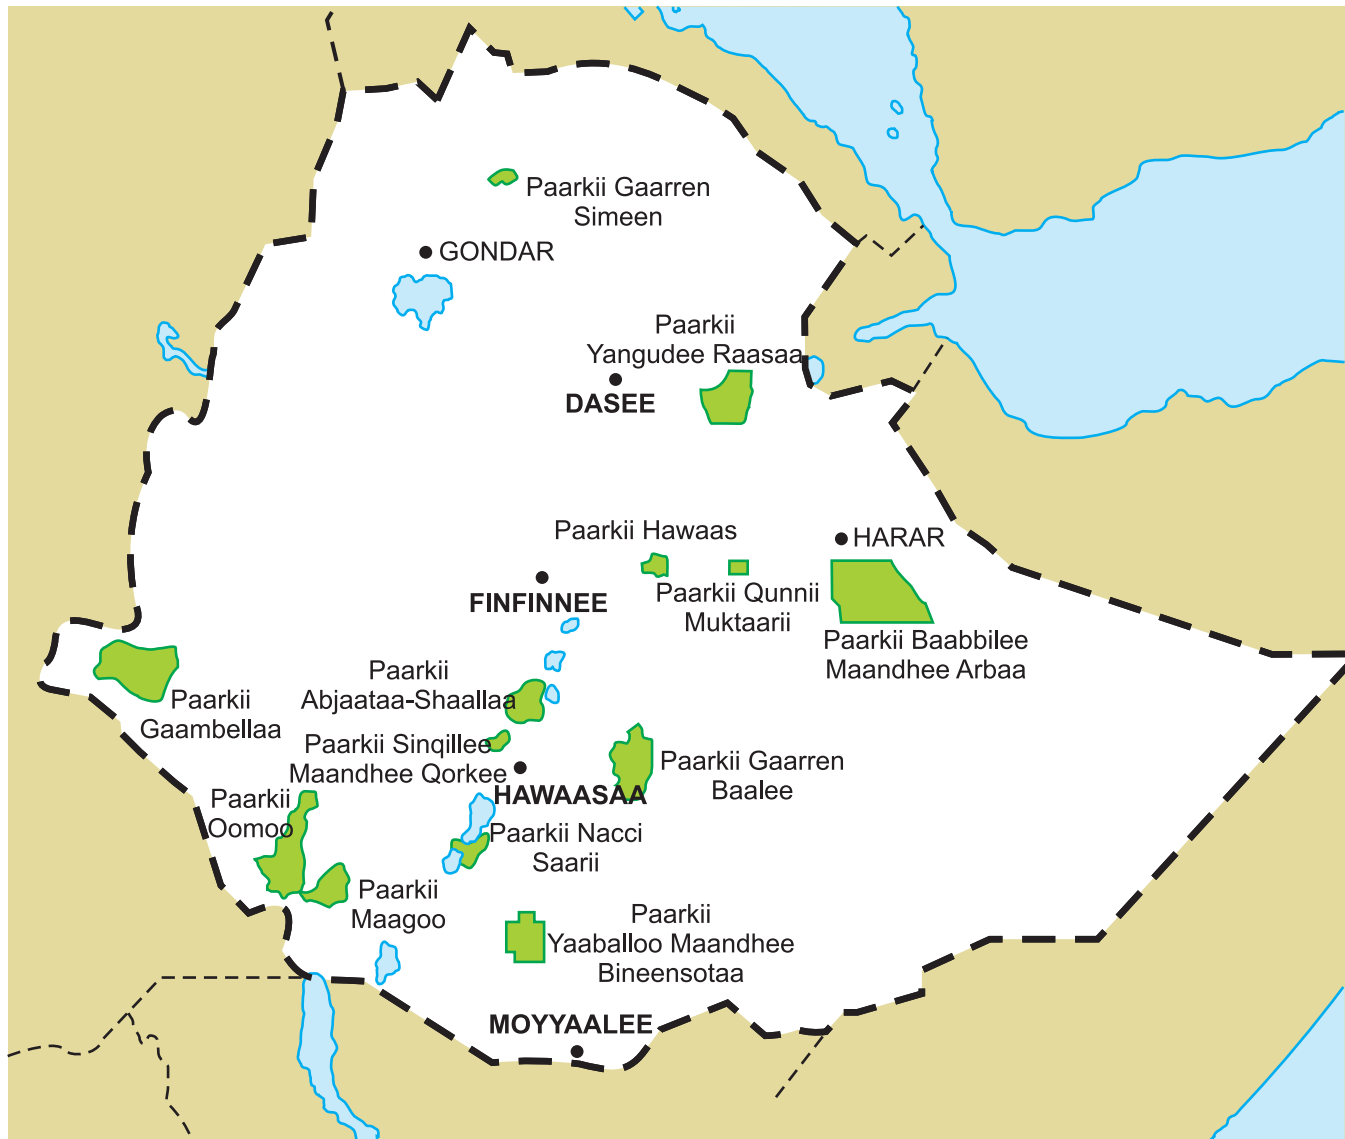 Paarkii Gaarren
Simeen
GONDAR
Paarkii
Yangudee Raasaa
DASEE
Paarkii Hawaas
HARAR
FINFINNEE
Paarkii Qunnii
Muktaarii
Paarkii Baabbilee
Maandhee Arbaa
Paarkii
Abjaataa-Shaallaa
Paarkii
Gaambellaa
Paarkii Sinqillee
Maandhee Qorkee
Paarkii Gaarren
Baalee
HAWAASAA
Paarkii
Oomoo
Paarkii Nacci
Saarii
Paarkii
Maagoo
Paarkii
Yaaballoo Maandhee
Bineensotaa
MOYYAALEE